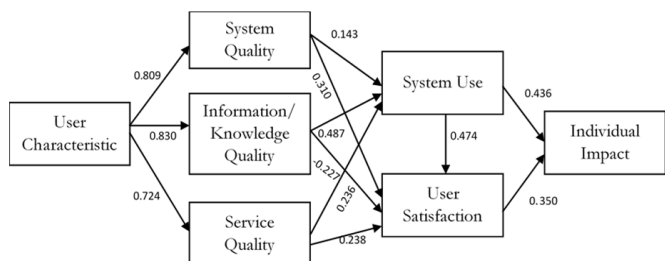 System
Quality
0.143
System Use
0.809
0.310
0.436
User
Characteristic
0.830
Information/
Knowledge
Quality
0.487
0.474
Individual
Impact
-0.227
0.724
0.236
User
Satisfaction
0.350
Service
Quality
0.238